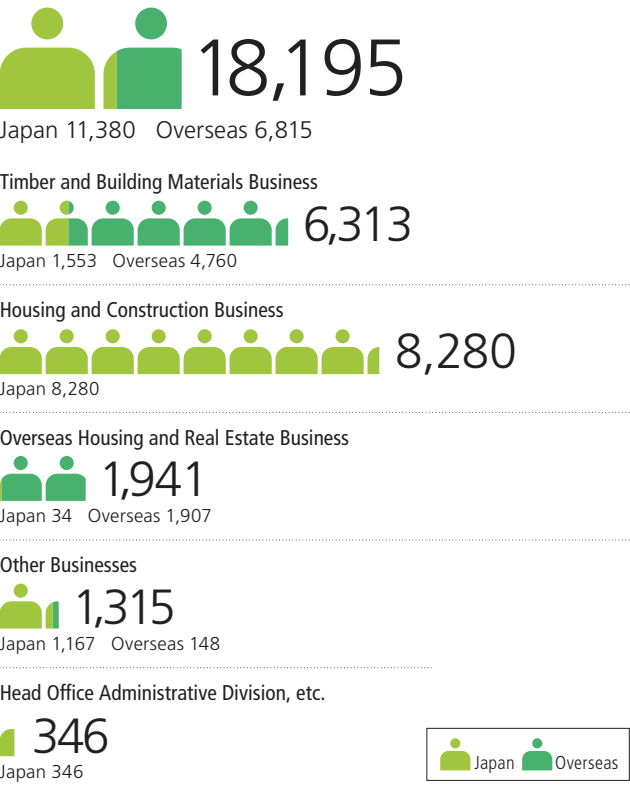 18,195
Japan 11,380 Overseas 6,815
Timber and Building Materials Business
6,313
Japan 1,553 Overseas 4,760
Housing and Construction Business
8,280
Japan 8,280
Overseas Housing and Real Estate Business
1,941
Japan 34 Overseas 1,907
Other Businesses
1,315
Japan 1,167 Overseas 148
Head Office Administrative Division, etc.
346
Japan 346
Japan Overseas